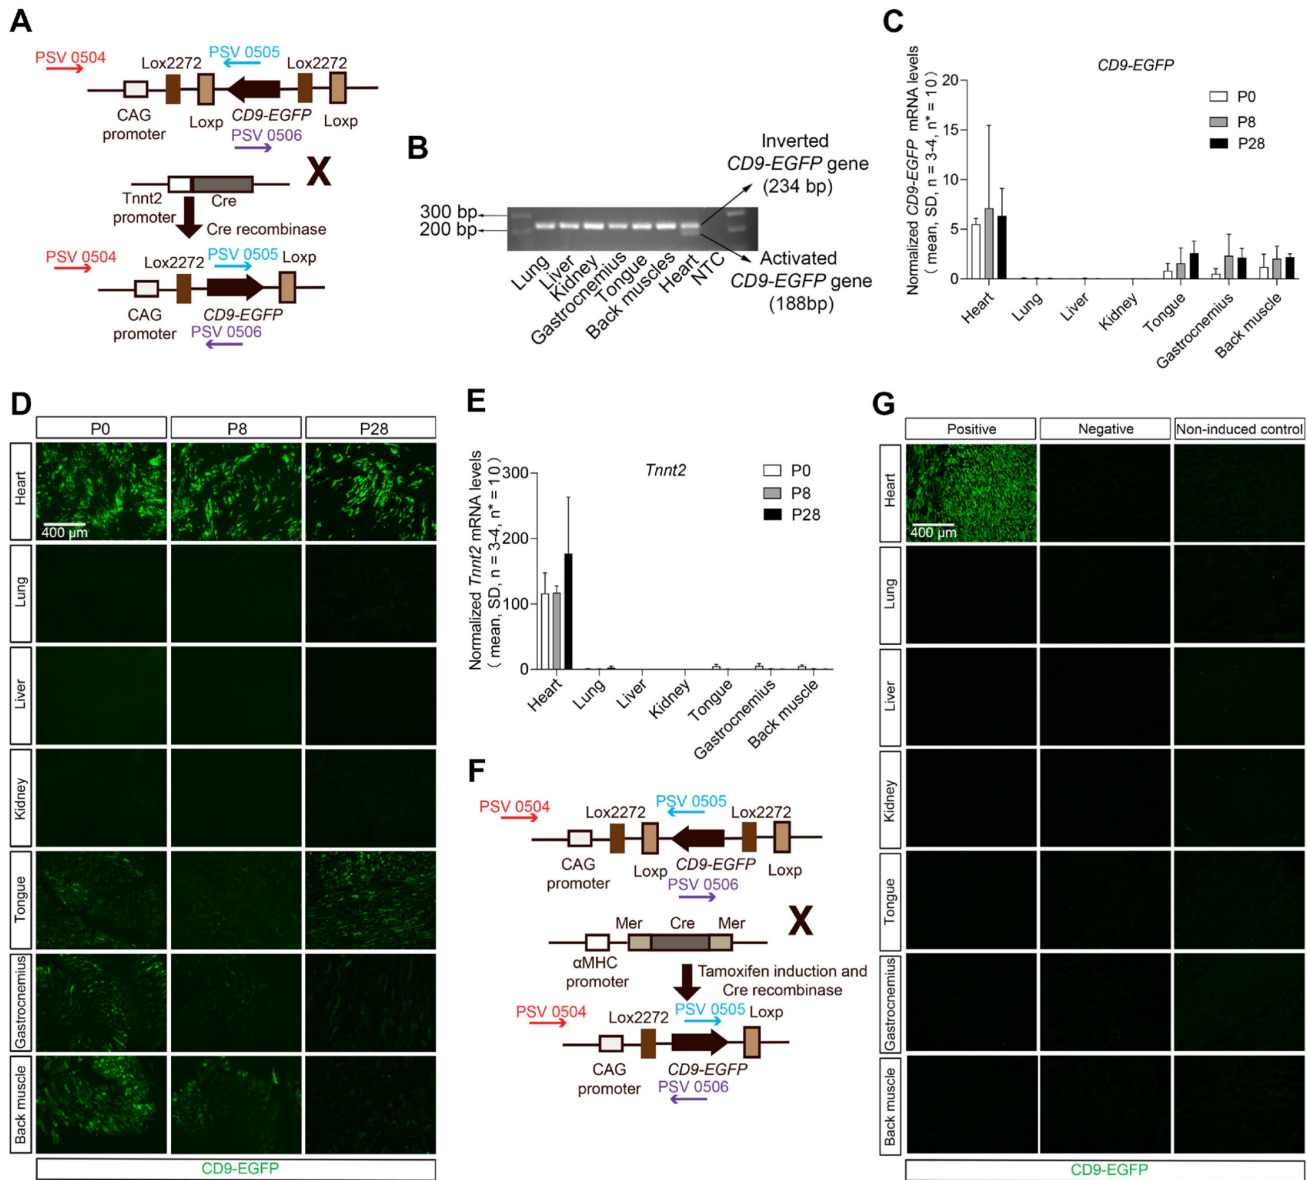 A
PSV 0504
PSV 0505
Lox2272
Lox2272
CAG
promoter
Loxp
CD9-EGFP
Loxp
PSV 0506
X
Tnnt2
promoter
Cre
Cre recombinase
PSV 0504
PSV 0505
Lox2272
Loxp
CAG
promoter
CD9-EGFP
PSV 0506
B
Inverted
CD9-EGFP gene
(234 bp)
300 bp
200 bp
Activated
CD9-EGFP gene
(188bp)
Lung
Liver
Kidney
Gastrocnemius
Tongue
Back muscles
Heart
NTC
C
CD9-EGFP
Normalized CD9-EGFP mRNA levels
( mean, SD, n = 3-4, n* = 10)
20
15
10
5
0
P0
P8
P28
Heart
Lung
Liver
Kidney
Tongue
Gastrocnemius
Back muscle
D
P0
P8
P28
Heart
400 µm
Lung
Liver
Kidney
Tongue
Gastrocnemius
Back muscle
CD9-EGFP
E
Tnnt2
Normalized Tnnt2 mRNA levels
( mean, SD, n = 3-4, n* = 10)
300
200
100
0
P0
P8
P28
Heart
Lung
Liver
Kidney
Tongue
Gastrocnemius
Back muscle
F
PSV 0504
PSV 0505
Lox2272
Lox2272
CAG
promoter
Loxp
CD9-EGFP
Loxp
PSV 0506
Mer
Cre
Mer
X
αMHC
promoter
Tamoxifen induction and
Cre recombinase
PSV 0504
PSV 0505
Lox2272
Loxp
CAG
promoter
CD9-EGFP
PSV 0506
G
Positive
Negative
Non-induced control
Heart
400 µm
Lung
Liver
Kidney
Tongue
Gastrocnemius
Back muscle
CD9-EGFP